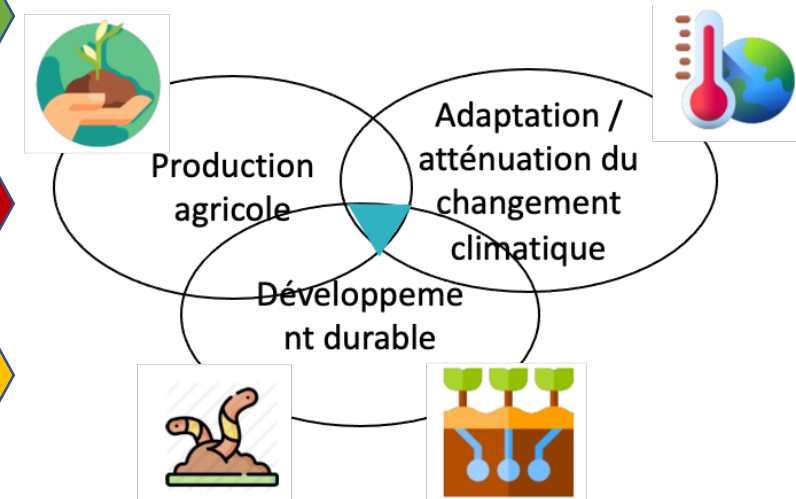 Production
agricole
Adaptation /
atténuation du
changement
climatique
Développeme
nt durable